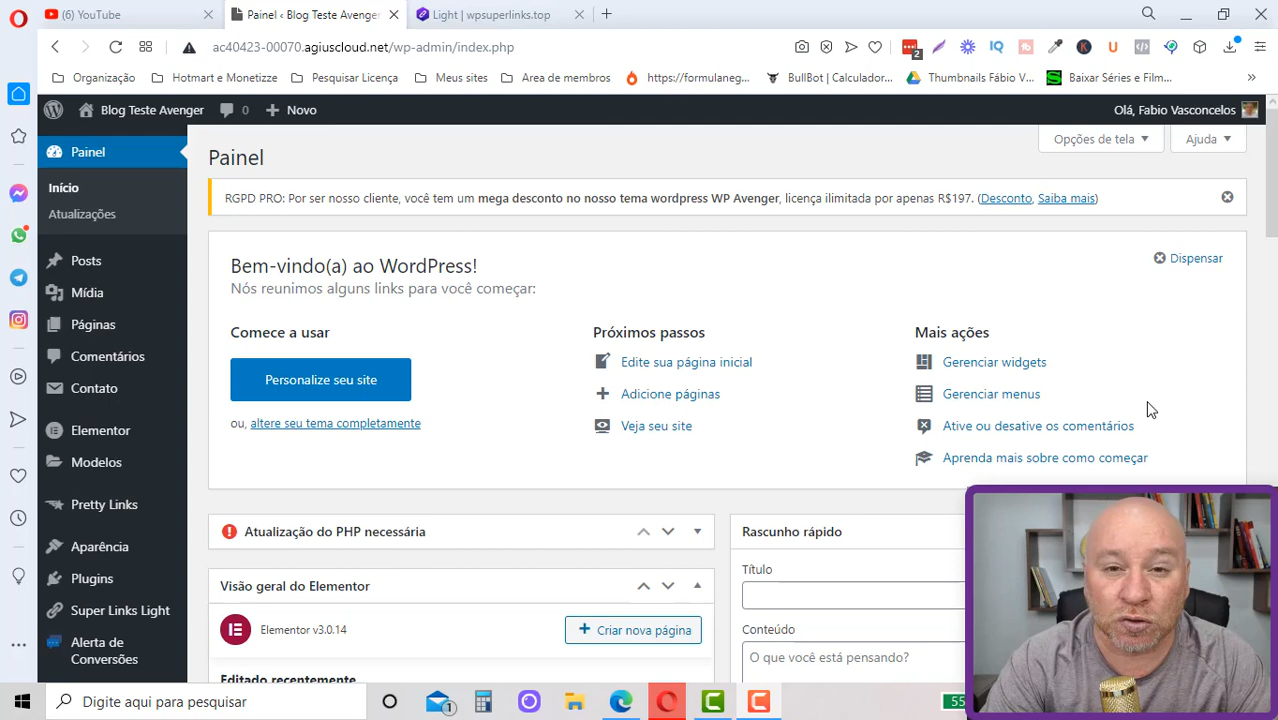 (6) YouTube
Painel ‹ Blog Teste Avenger
Light | wpsuperlinks.top
ac40423-00070.agiuscloud.net/wp-admin/index.php
2
IQ
K
Organização
Hotmart e Monetizze
Pesquisar Licença
Meus sites
Area de membros
https://formulaneg...
BullBot | Calculador...
Thumbnails Fábio V...
S
Baixar Séries e Film...
Blog Teste Avenger
0
Novo
Olá, Fabio Vasconcelos
Painel
Início
Atualizações
Posts
Mídia
Páginas
Comentários
Contato
Elementor
Modelos
Pretty Links
Aparência
Plugins
Super Links Light
Alerta de
Conversões
Opções de tela
Ajuda
Painel
RGPD PRO: Por ser nosso cliente, você tem um mega desconto no nosso tema wordpress WP Avenger, licença ilimitada por apenas R$197. (Desconto, Saiba mais)
Bem-vindo(a) ao WordPress!
Dispensar
Nós reunimos alguns links para você começar:
Comece a usar
Personalize seu site
ou, altere seu tema completamente
Próximos passos
Edite sua página inicial
Adicione páginas
Veja seu site
Mais ações
Gerenciar widgets
Gerenciar menus
Ative ou desative os comentários
Aprenda mais sobre como começar
Atualização do PHP necessária
Visão geral do Elementor
Elementor v3.0.14
Criar nova página
Editado recentemente
Rascunho rápido
Título
Conteúdo
O que você está pensando?
Digite aqui para pesquisar
1
55